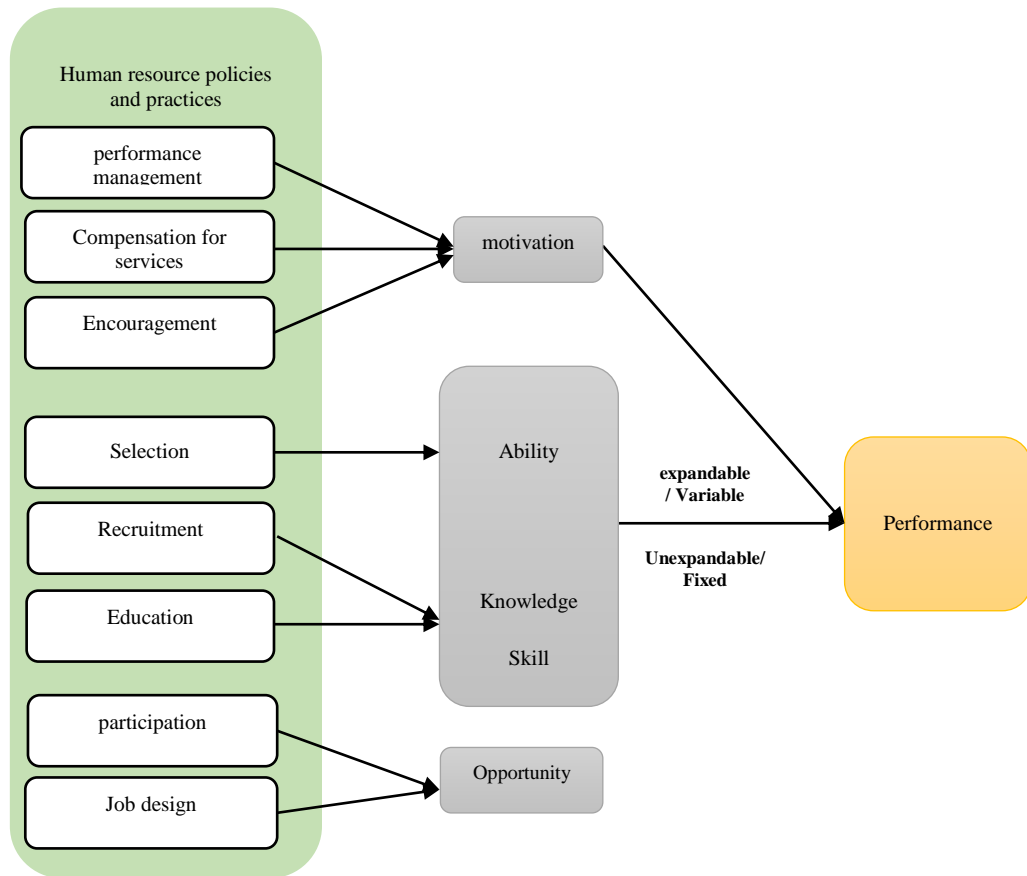 Human resource policies
and practices
performance
management
Compensation for
services
Encouragement
Selection
Recruitment
Education
participation
Job design
motivation
Ability
Knowledge
Skill
Opportunity
expandable
/ Variable
Unexpandable/
Fixed
Performance